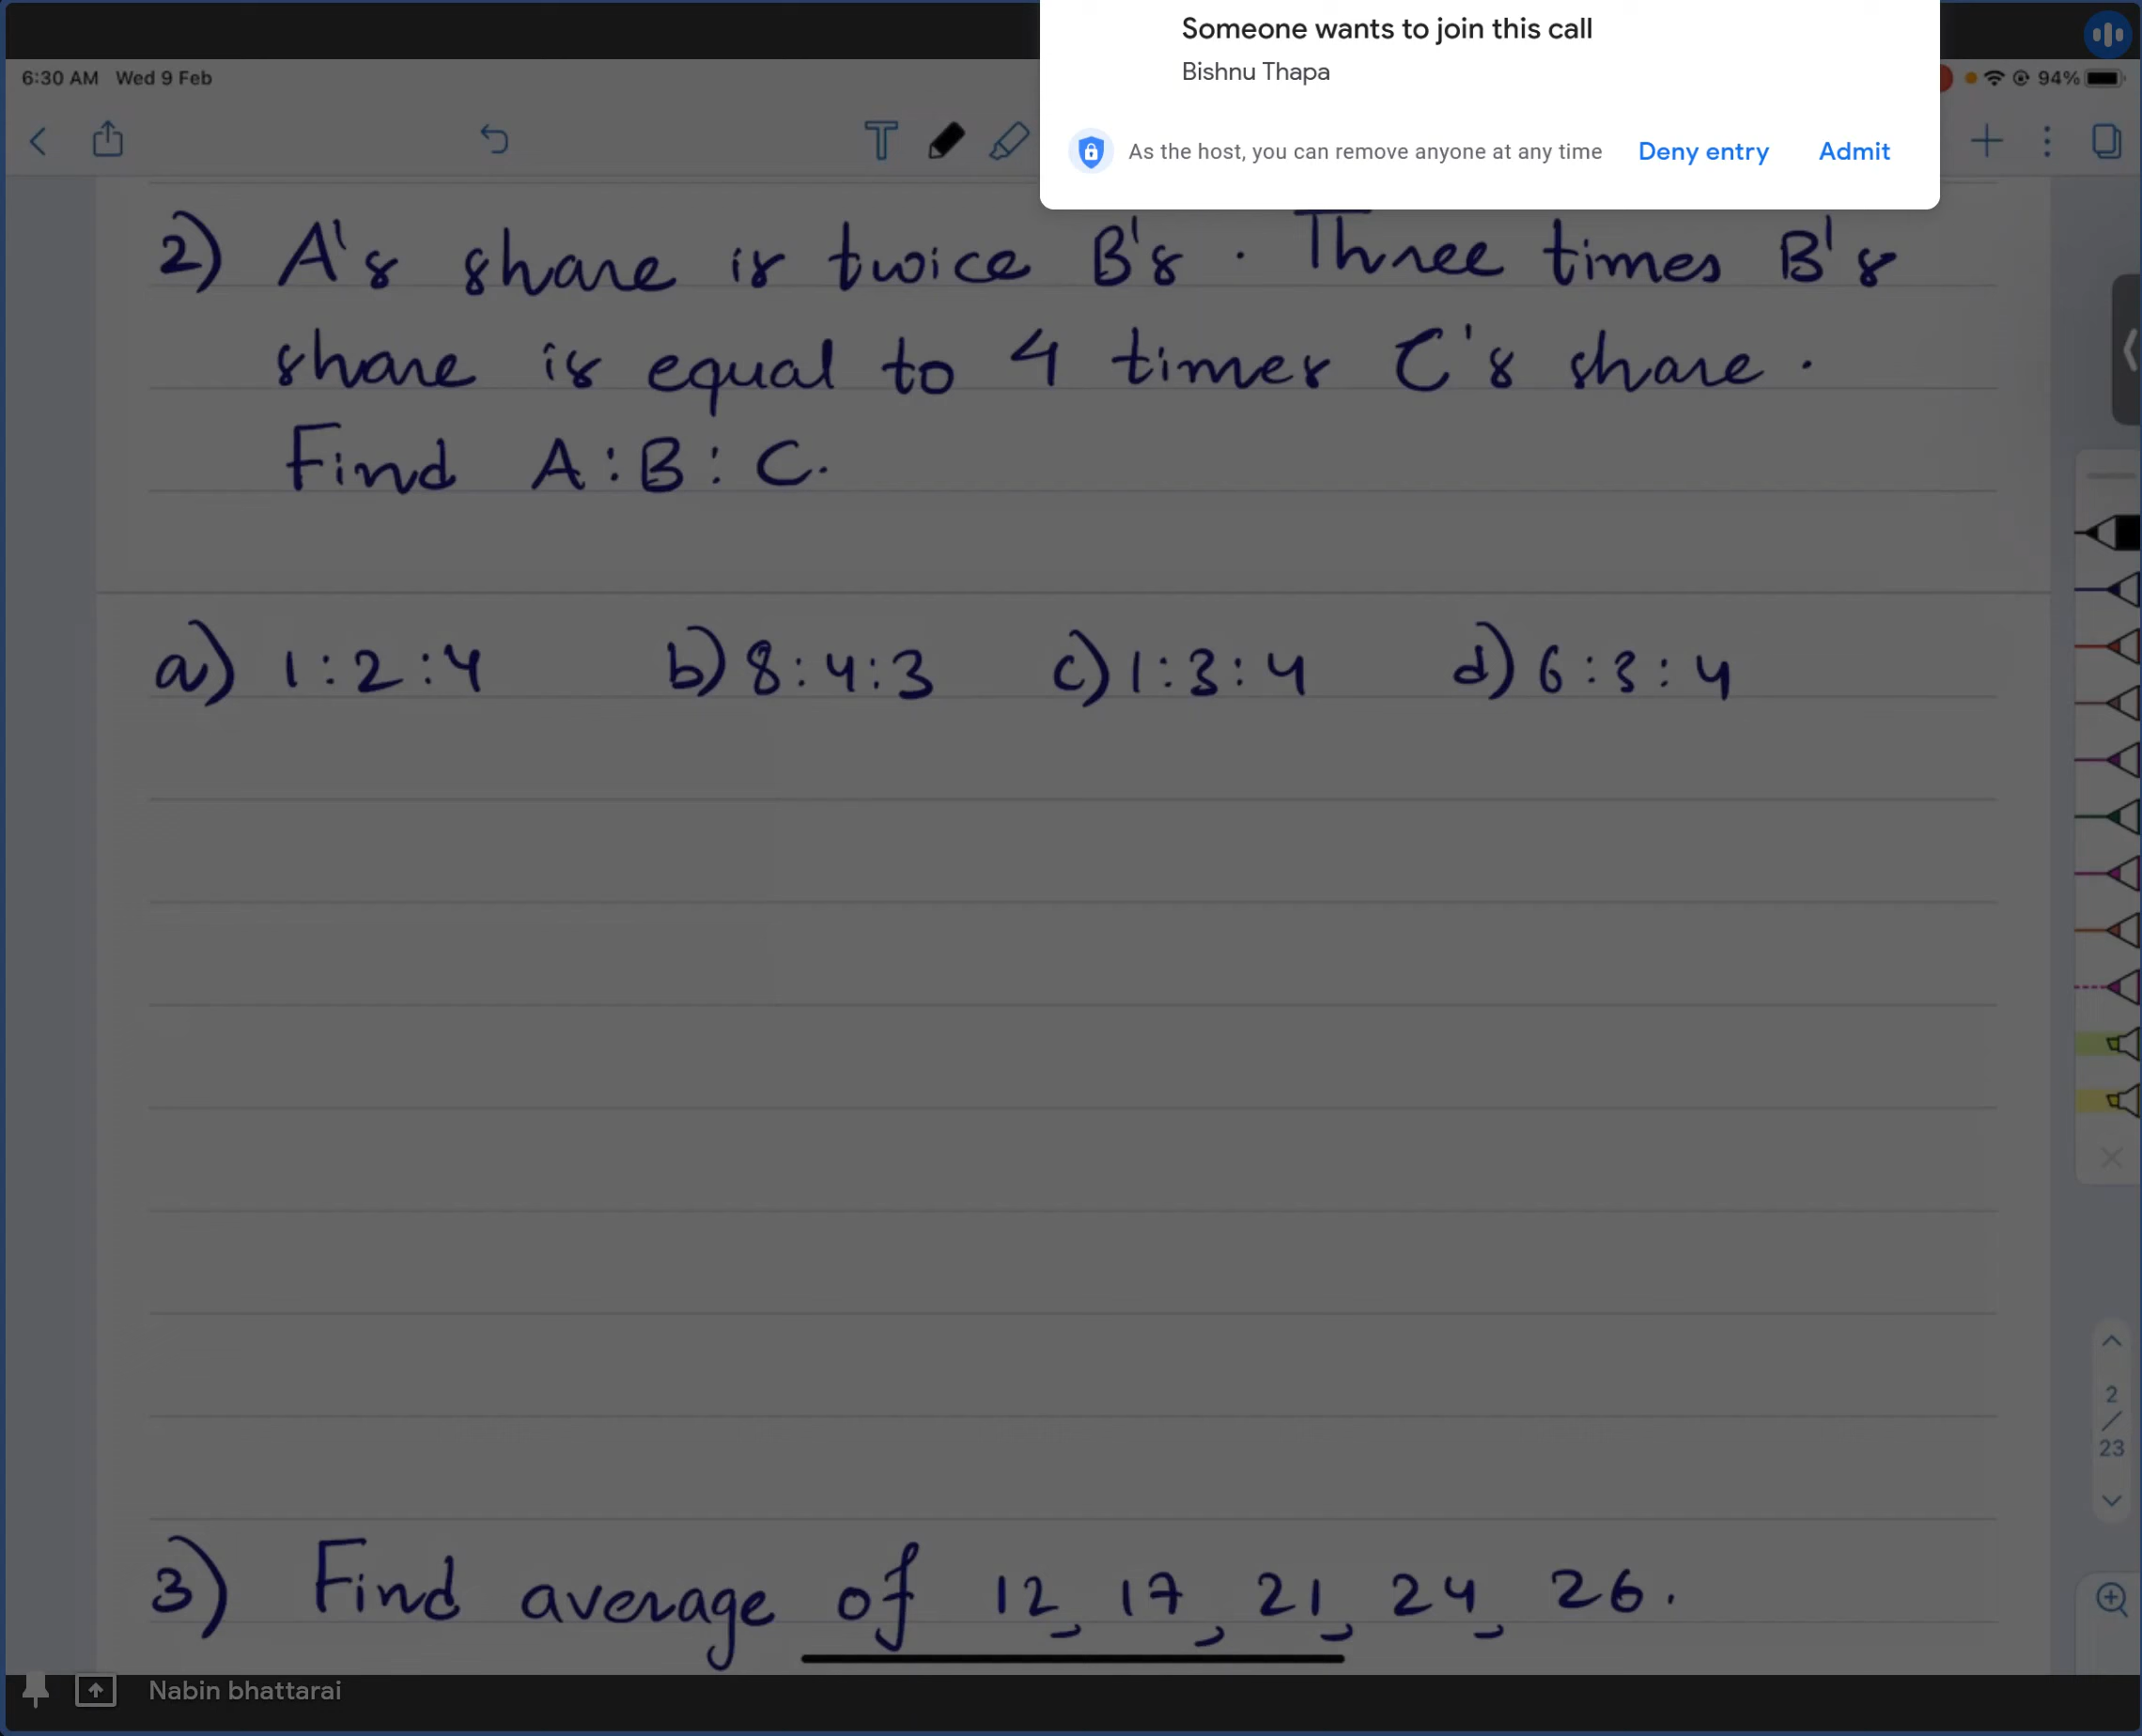 Someone wants to join this call
Bishnu Thapa
6:30 AM Wed 9 Feb
94%
As the host, you can remove anyone at any time Deny entry Admit
2) A's share is twice B's. Three times B's
share is equal to 4 times C's share.
Find A:B:C.
a) 1:2:4 b) 8:4:3 c) 1:3:4 d) 6:3:4
2
/
23
3) Find average of 12, 17, 21, 24, 26.
Nabin bhattarai